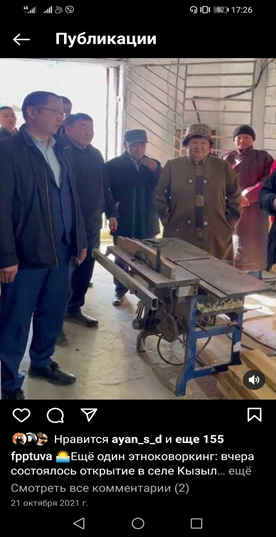 17:26
Публикации
Нравится ayan_s_d и еще 155
fpptuva 🌅Ещё один этноковоркинг: вчера
состоялось открытие в селе Кызыл... ещё
Смотреть все комментарии (2)
21 октября 2021 г.